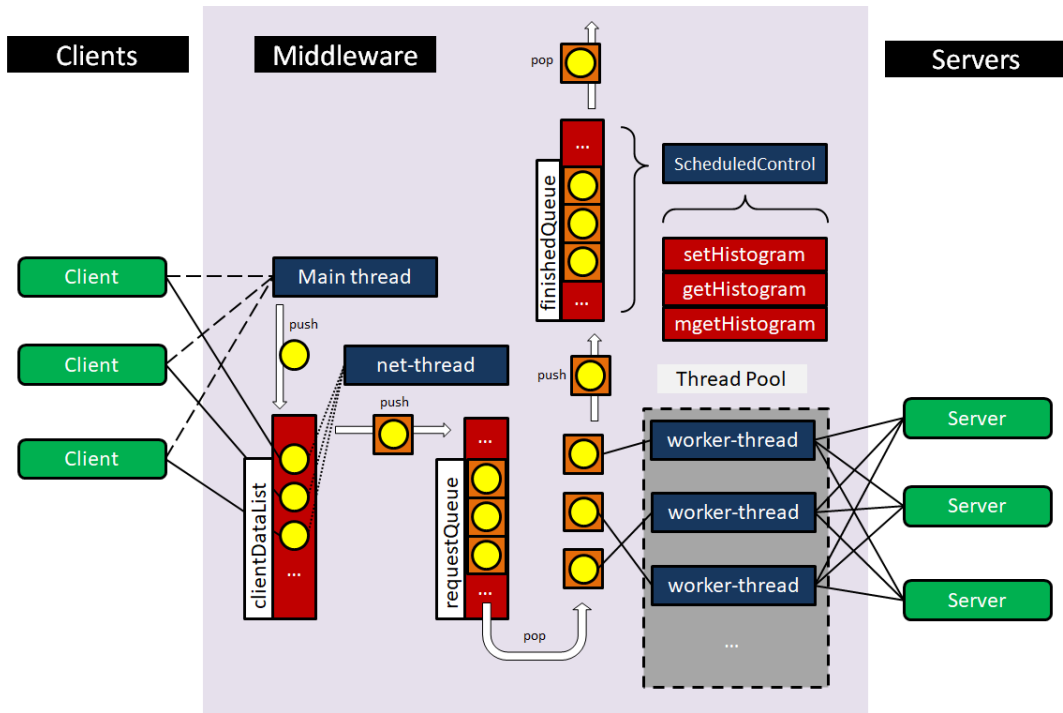 Clients
Middleware
Servers
pop
...
finishedQueue
...
ScheduledControl
setHistogram
getHistogram
mgetHistogram
Client
Client
Client
Main thread
push
net-thread
push
clientDataList
...
...
requestQueue
...
pop
push
Thread Pool
worker-thread
worker-thread
worker-thread
...
Server
Server
Server